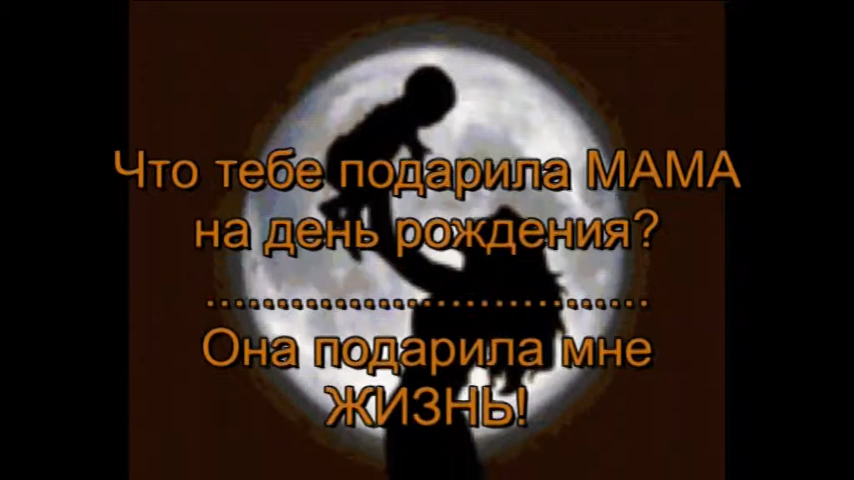 Что тебе подарила МАМА
на день рождения?
...............................
Она подарила мне
ЖИЗНЬ!